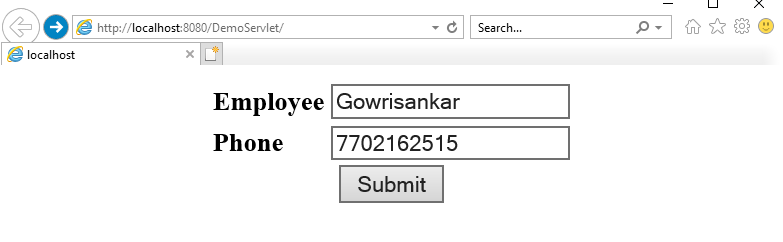 http://localhost:8080/DemoServlet/
Search...
localhost
Employee Gowrisankar
Phone 7702162515
Submit